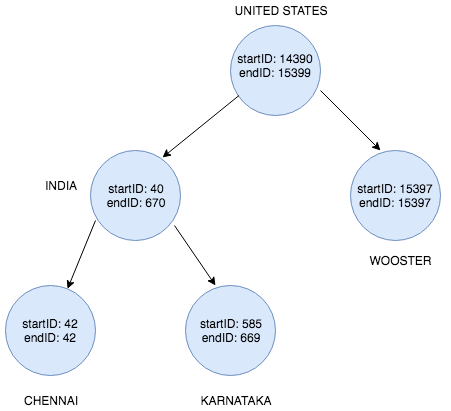 UNITED STATES
startID: 14390
endID: 15399
INDIA
startID: 40
endID: 670
startID: 15397
endID: 15397
WOOSTER
startID: 42
endID: 42
startID: 585
endID: 669
CHENNAI
KARNATAKA